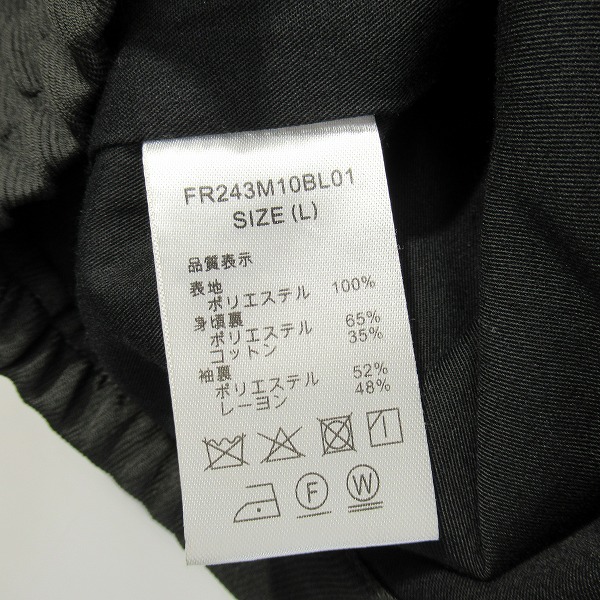 FR243M10BL01
SIZE (L)
品質表示
表地
ポリエステル 100%
身頃裏
ポリエステル 65%
コットン 35%
袖裏
ポリエステル 52%
レーヨン 48%
F W